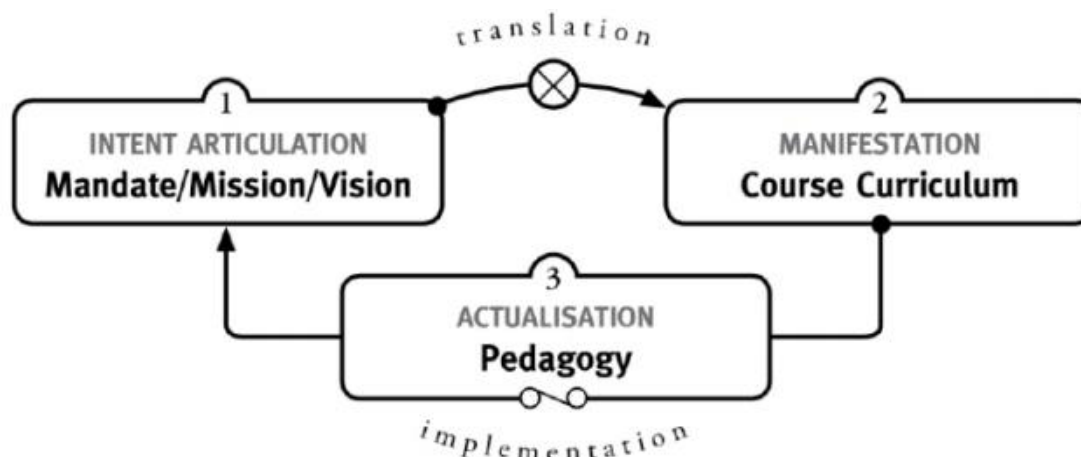 translation
1
INTENT ARTICULATION
Mandate/Mission/Vision
2
MANIFESTATION
Course Curriculum
3
ACTUALISATION
Pedagogy
implementation